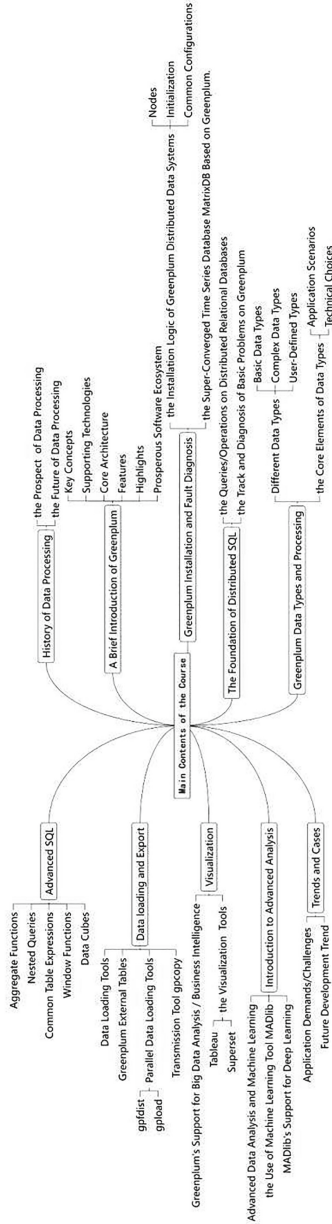 Main Contents of the Course
History of Data Processing
the Prospect of Data Processing
the Future of Data Processing
A Brief Introduction of Greenplum
Key Concepts
Supporting Technologies
Core Architecture
Features
Highlights
Prosperous Software Ecosystem
Greenplum Installation and Fault Diagnosis
the Installation Logic of Greenplum Distributed Data Systems
Nodes
Initialization
Common Configurations
the Super-Converged Time Series Database MatrixDB Based on Greenplum.
The Foundation of Distributed SQL
the Queries/Operations on Distributed Relational Databases
the Track and Diagnosis of Basic Problems on Greenplum
Greenplum Data Types and Processing
Different Data Types
Basic Data Types
Complex Data Types
User-Defined Types
the Core Elements of Data Types
Application Scenarios
Technical Choices
Advanced SQL
Aggregate Functions
Nested Queries
Common Table Expressions
Window Functions
Data Cubes
Data loading and Export
Data Loading Tools
Greenplum External Tables
Parallel Data Loading Tools
gpfdist
gpload
Transmission Tool gpcopy
Visualization
Greenplum's Support for Big Data Analysis / Business Intelligence
the Visualization Tools
Tableau
Superset
Introduction to Advanced Analysis
Advanced Data Analysis and Machine Learning
the Use of Machine Learning Tool MADlib
MADlib's Support for Deep Learning
Trends and Cases
Application Demands/Challenges
Future Development Trend